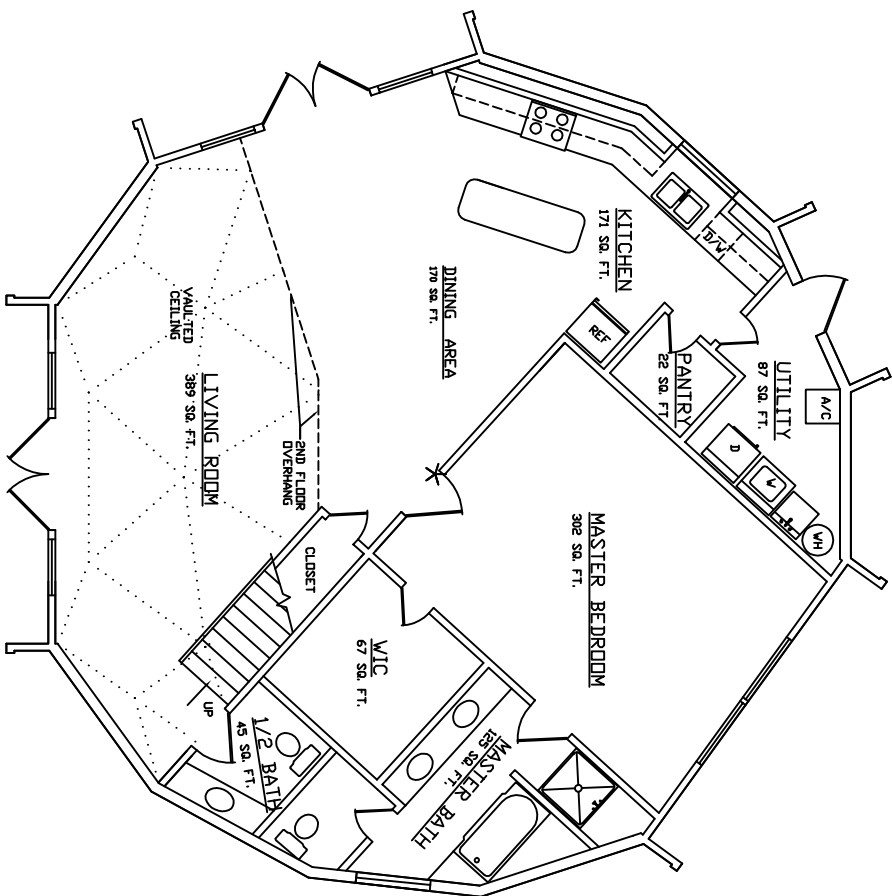 KITCHEN
171 SQ. FT.
D/W
REF
PANTRY
22 SQ. FT
UTILITY
87 SQ. FT.
A/C
D
W
WH
DINING AREA
170 SQ. FT.
VAULTED
CEILING
LIVING ROOM
389 SQ. FT.
2ND FLOOR
OVERHANG
CLOSET
UP
MASTER BEDROOM
302 SQ. FT.
WIC
67 SQ. FT.
1/2 BATH
45 SQ. FT.
MASTER BATH
125 SQ. FT.